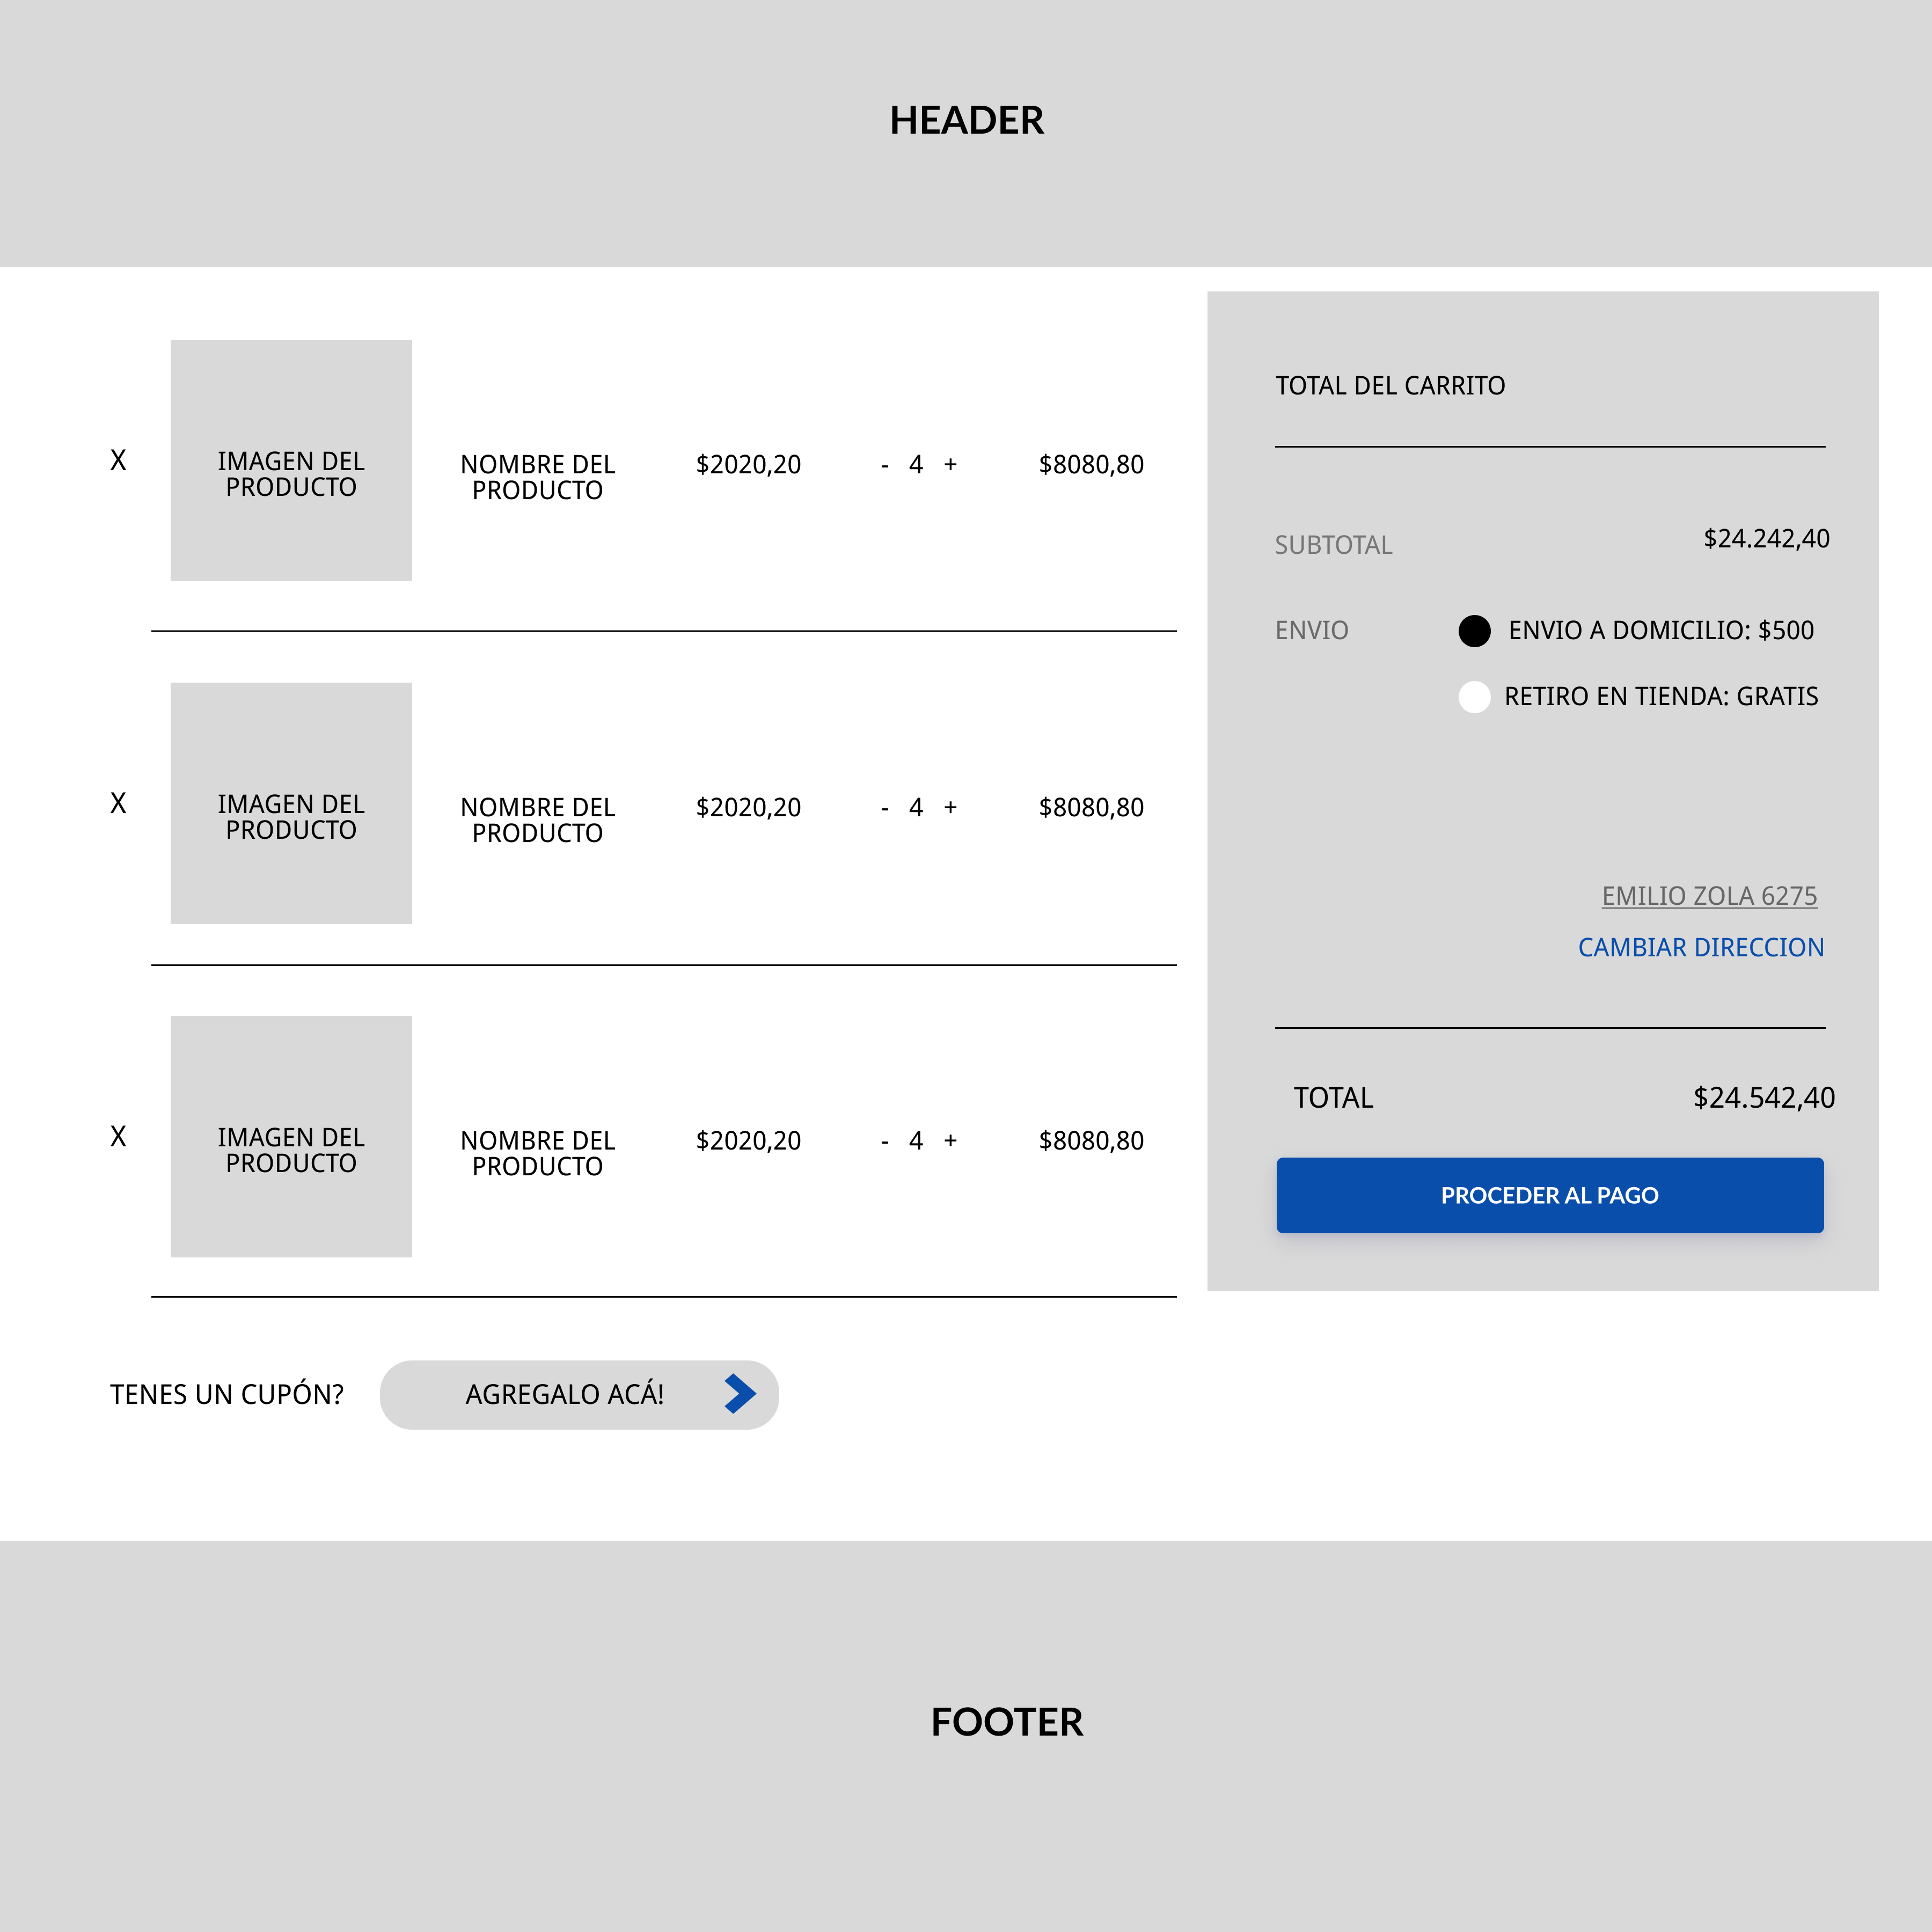 HEADER
X
IMAGEN DEL
PRODUCTO
NOMBRE DEL
PRODUCTO
$2020,20
- 4 +
$8080,80
X
IMAGEN DEL
PRODUCTO
NOMBRE DEL
PRODUCTO
$2020,20
- 4 +
$8080,80
X
IMAGEN DEL
PRODUCTO
NOMBRE DEL
PRODUCTO
$2020,20
- 4 +
$8080,80
TENES UN CUPÓN?
AGREGALO ACÁ!
TOTAL DEL CARRITO
SUBTOTAL
$24.242,40
ENVIO
ENVIO A DOMICILIO: $500
RETIRO EN TIENDA: GRATIS
EMILIO ZOLA 6275
CAMBIAR DIRECCION
TOTAL
$24.542,40
PROCEDER AL PAGO
FOOTER